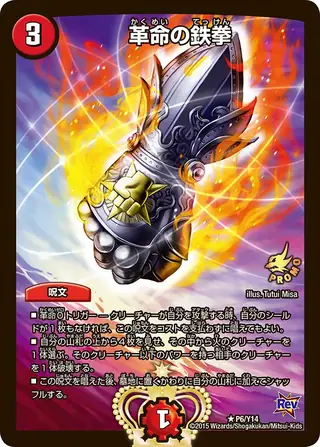 3
かくめい てっけん
革命の鉄拳
PROMO
illus. Tutui Misa
呪文
■革命0トリガー ― クリーチャーが自分を攻撃する時、自分のシール
ドが1枚もなければ、この呪文をコストを支払わずに唱えてもよい。
■自分の山札の上から4枚を見せ、その中から火のクリーチャーを
1体選ぶ。そのクリーチャー以下のパワーを持つ相手のクリーチャー
を1体破壊する。
■この呪文を唱えた後、墓地に置くかわりに自分の山札に加えてシャッ
フルする。
Rev
1
★P6/Y14
©2015 Wizards/Shogakukan/Mitsui-Kids